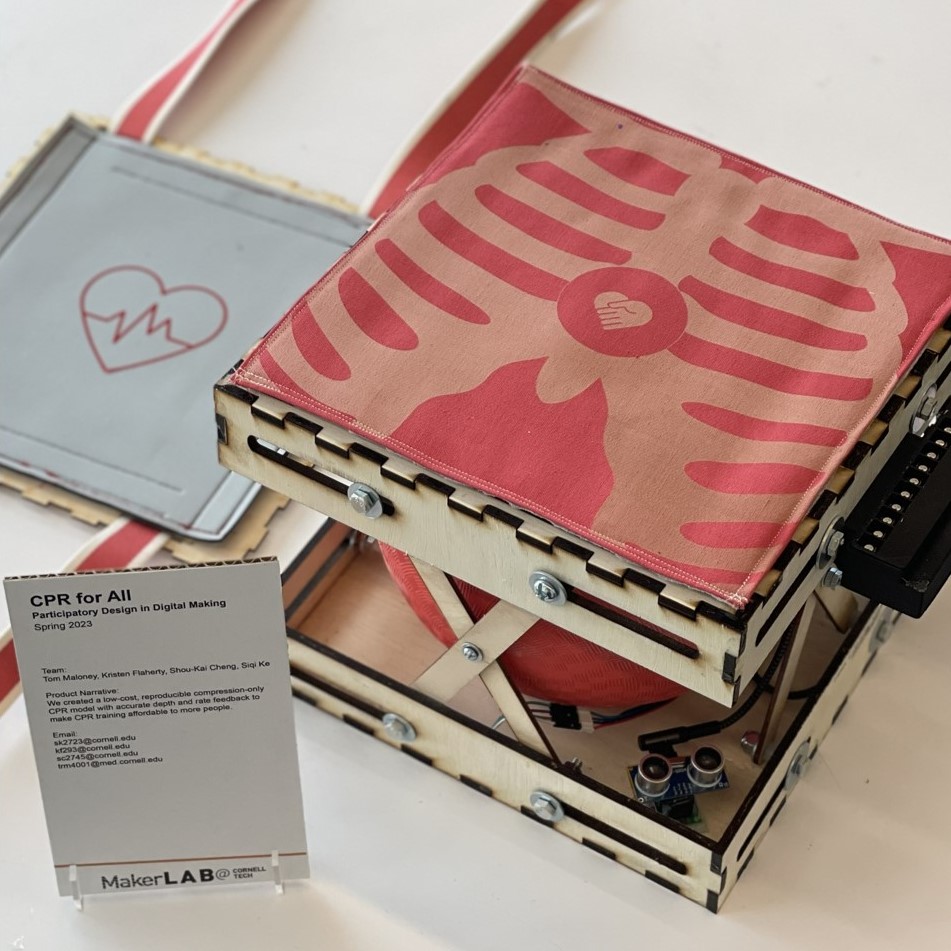 CPR for All
Participatory Design in Digital Making
Spring 2023
Team:
Tom Maloney, Kristen Flaherty, Shou-Kai Cheng, Siqi Ke
Product Narrative:
We created a low-cost, reproducible compression-only
CPR model with accurate depth and rate feedback to
make CPR training affordable to more people.
Email:
sk2723@cornell.edu
kf293@cornell.edu
sc2745@cornell.edu
trm4001@med.cornell.edu
MakerLAB@ CORNELL
TECH